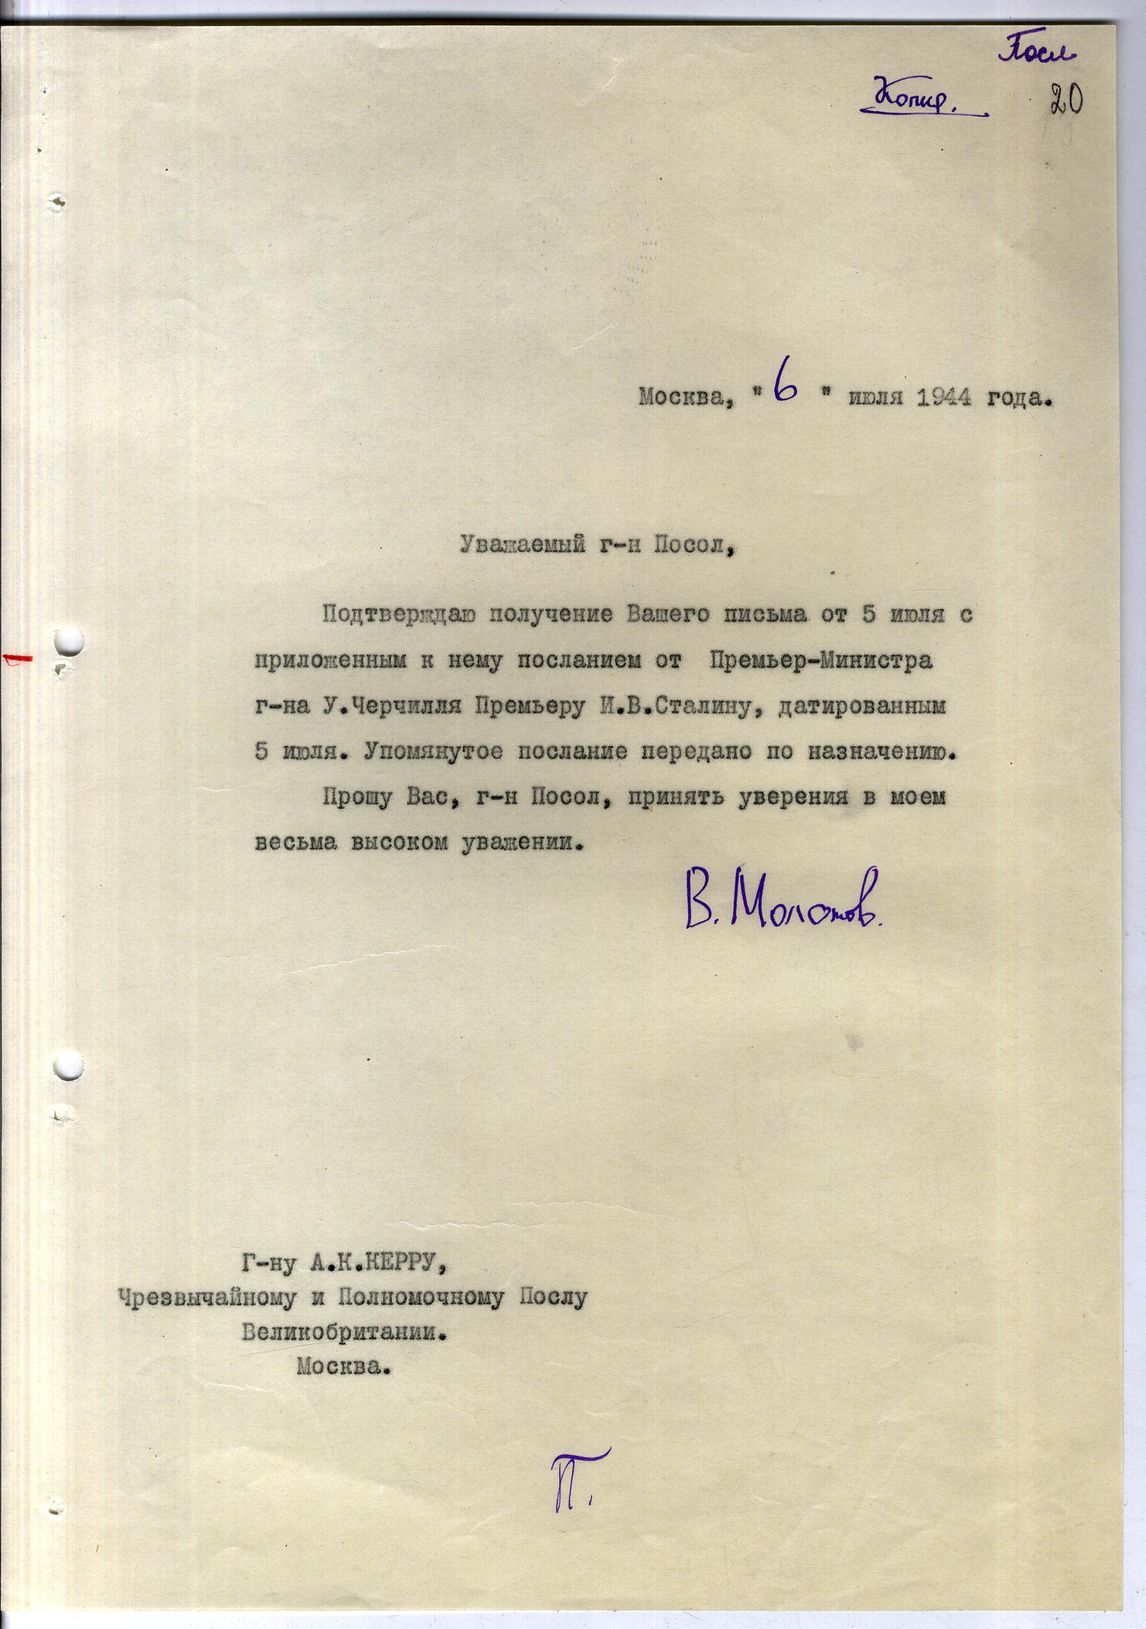 Посл
Копия.
20
Москва, "6" июля 1944 года.
Уважаемый г-н Посол,
Подтверждаю получение Вашего письма от 5 июля с
приложенным к нему посланием от Премьер-Министра
г-на У.Черчилля Премьеру И.В.Сталину, датированным
5 июля. Упомянутое послание передано по назначению.
Прошу Вас, г-н Посол, принять уверения в моем
весьма высоком уважении.
В. Молотов.
Г-ну А.К.КЕРРУ,
Чрезвычайному и Полномочному Послу
Великобритании.
Москва.
П.